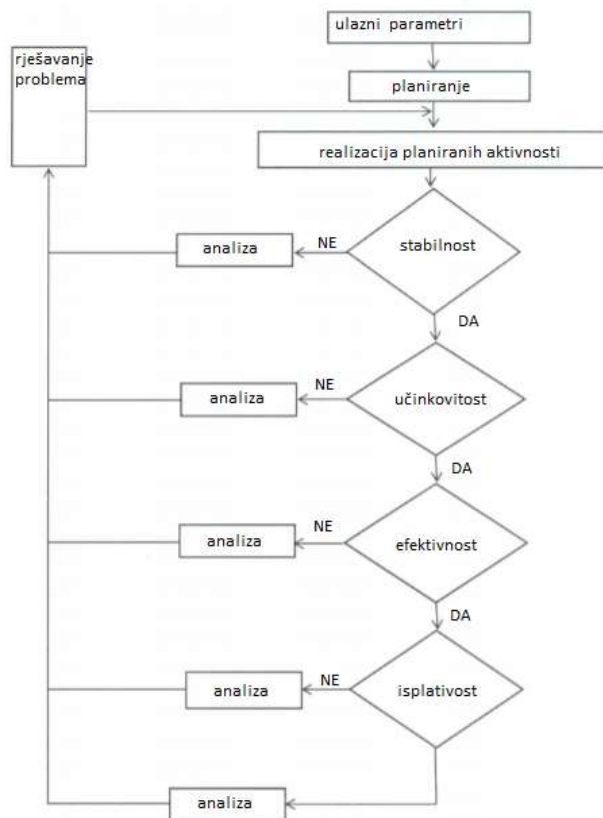 ulazni parametri
rješavanje
problema
planiranje
realizacija planiranih aktivnosti
analiza
NE
stabilnost
DA
analiza
NE
učinkovitost
DA
analiza
NE
efektivnost
DA
analiza
NE
isplativost
analiza